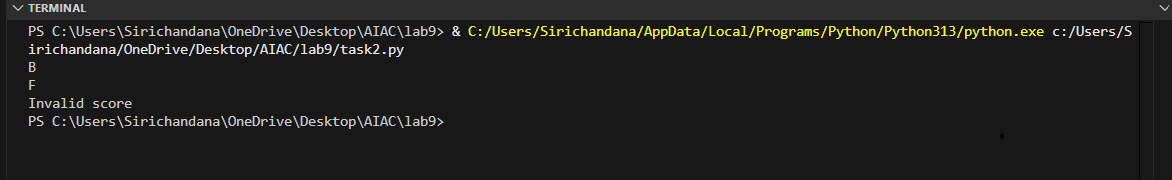 TERMINAL
PS C:\Users\Sirichandana\OneDrive\Desktop\AIAC\lab9> & C:/Users/Sirichandana/AppData/Local/Programs/Python/Python313/python.exe c:/Users/S
irichandana/OneDrive/Desktop/AIAC/lab9/task2.py
B
F
Invalid score
PS C:\Users\Sirichandana\OneDrive\Desktop\AIAC\lab9>